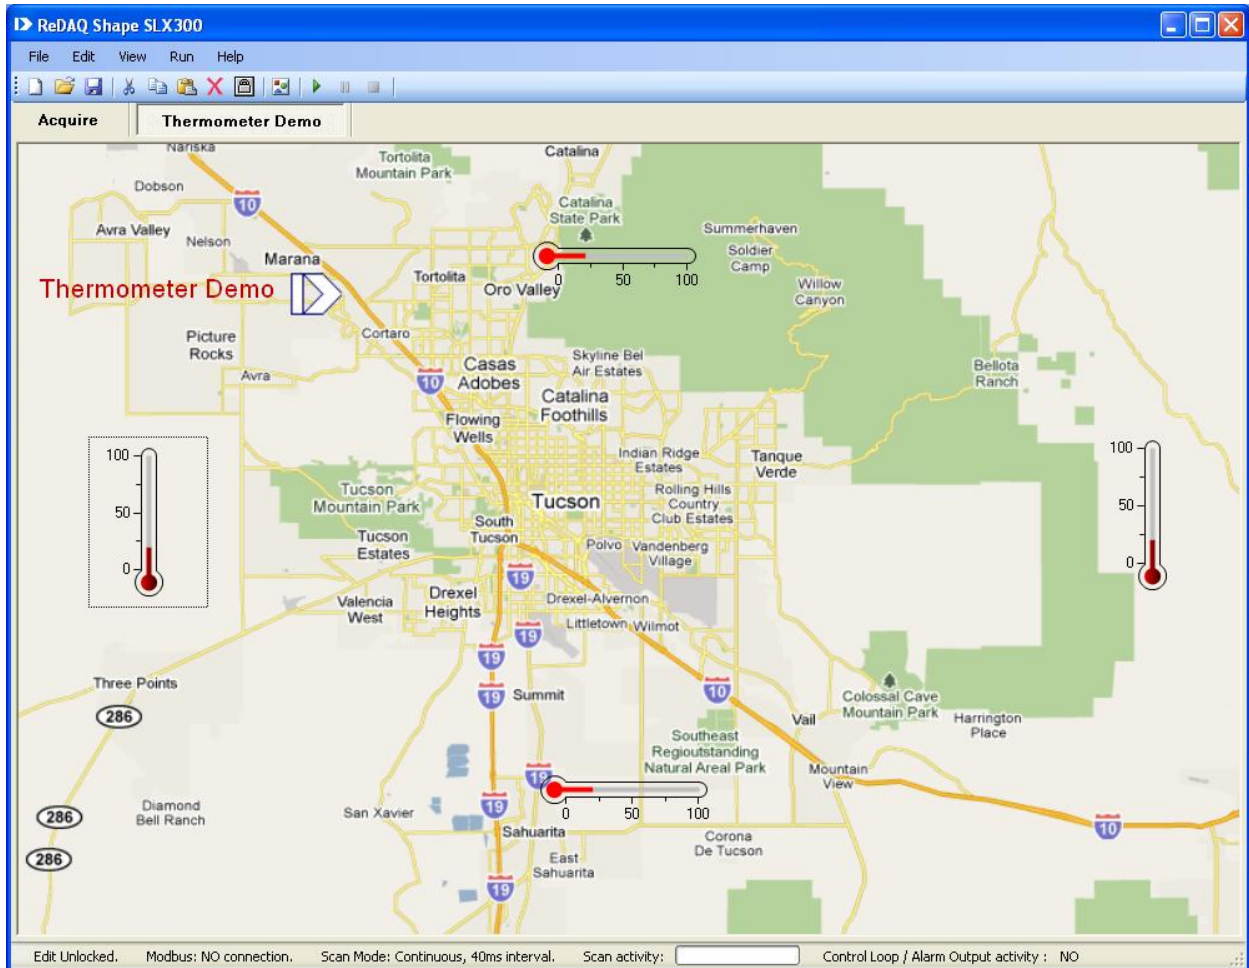 ReDAQ Shape SLX300
File Edit View Run Help
Acquire Thermometer Demo
Nariska
Tortolita
Mountain Park
Catalina
Dobson
10
Catalina
State Park
Avra Valley
Nelson
Summerhaven
Soldier
Camp
Marana
Tortolita
Oro Valley
0 50 100
Willow
Canyon
Thermometer Demo
Picture
Rocks
Cortaro
Avra
10
Casas
Adobes
Skyline Bel
Air Estates
Bellota
Ranch
Catalina
Foothills
Flowing
Wells
Indian Ridge
Estates
Tanque
Verde
100
50
0
100
50
0
Tucson
Mountain Park
Tucson
Rolling Hills
Country
Club Estates
South
Tucson
Tucson
Estates
Polvo
Vandenberg
Village
19
Valencia
West
Drexel
Heights
Drexel-Alvernon
Littletown
Wilmot
19
19
Three Points
286
19
Summit
10
Colossal Cave
Mountain Park
Vail
Harrington
Place
Southeast
Regioutstanding
Natural Areal Park
Mountain
View
19
0 50 100
Diamond
Bell Ranch
San Xavier
19
286
286
Sahuarita
Corona
De Tucson
10
East
Sahuarita
19
Edit Unlocked. Modbus: NO connection. Scan Mode: Continuous, 40ms interval. Scan activity: Control Loop / Alarm Output activity : NO